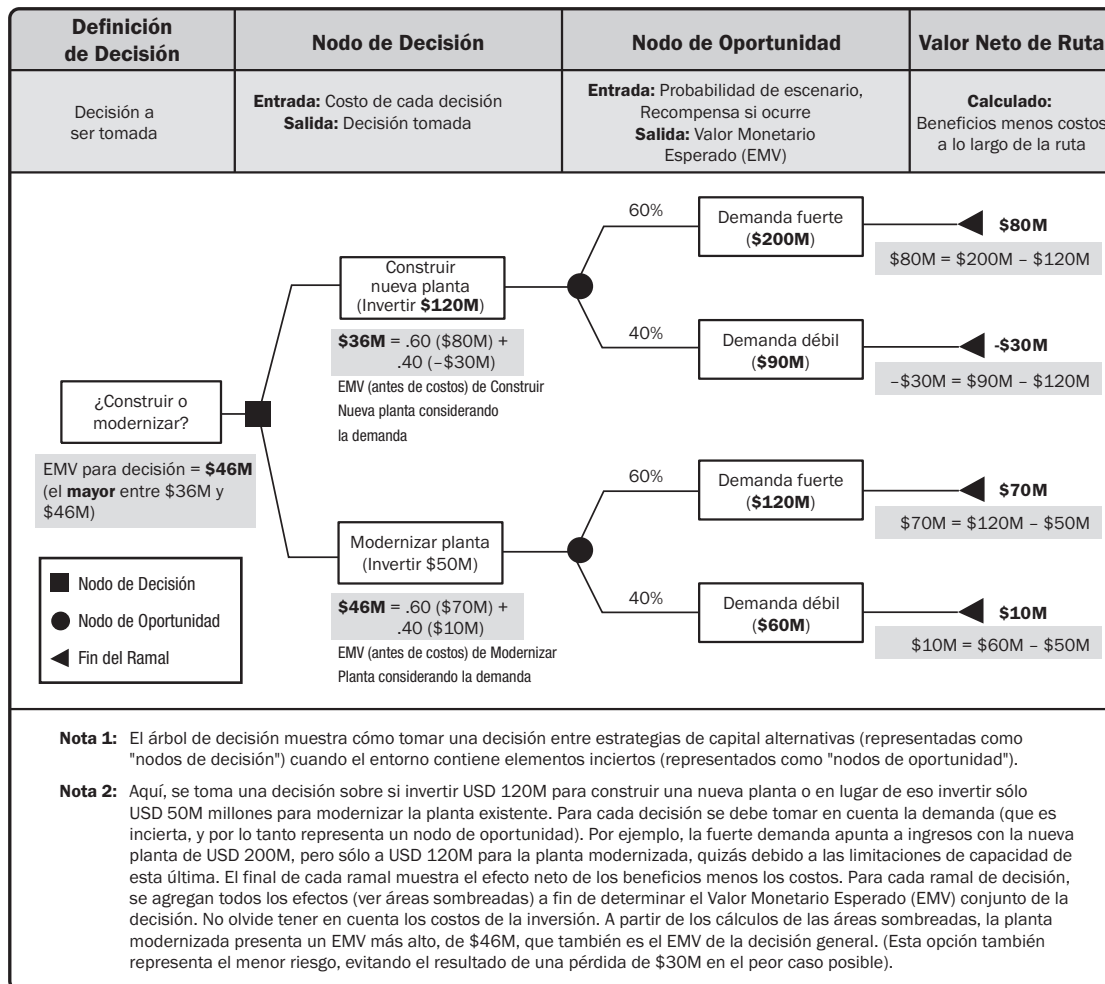 Definición
de Decisión
Nodo de Decisión
Nodo de Oportunidad
Valor Neto de Ruta
Decisión a
ser tomada
Entrada: Costo de cada decisión
Salida: Decisión tomada
Entrada: Probabilidad de escenario,
Recompensa si ocurre
Salida: Valor Monetario
Esperado (EMV)
Calculado:
Beneficios menos costos
a lo largo de la ruta
¿Construir o
modernizar?
EMV para decisión = $46M
(el mayor entre $36M y
$46M)
Nodo de Decisión
Nodo de Oportunidad
Fin del Ramal
Construir
nueva planta
(Invertir $120M)
$36M = .60 ($80M) +
.40 (–$30M)
EMV (antes de costos) de Construir
Nueva planta considerando
la demanda
60%
Demanda fuerte
($200M)
$80M
$80M = $200M – $120M
40%
Demanda débil
($90M)
-$30M
–$30M = $90M – $120M
Modernizar planta
(Invertir $50M)
$46M = .60 ($70M) +
.40 ($10M)
EMV (antes de costos) de Modernizar
Planta considerando la demanda
60%
Demanda fuerte
($120M)
$70M
$70M = $120M – $50M
40%
Demanda débil
($60M)
$10M
$10M = $60M – $50M
Nota 1: El árbol de decisión muestra cómo tomar una decisión entre estrategias de capital alternativas (representadas como
"nodos de decisión") cuando el entorno contiene elementos inciertos (representados como "nodos de oportunidad").
Nota 2: Aquí, se toma una decisión sobre si invertir USD 120M para construir una nueva planta o en lugar de eso invertir sólo
USD 50M millones para modernizar la planta existente. Para cada decisión se debe tomar en cuenta la demanda (que es
incierta, y por lo tanto representa un nodo de oportunidad). Por ejemplo, la fuerte demanda apunta a ingresos con la nueva
planta de USD 200M, pero sólo a USD 120M para la planta modernizada, quizás debido a las limitaciones de capacidad de
esta última. El final de cada ramal muestra el efecto neto de los beneficios menos los costos. Para cada ramal de decisión,
se agregan todos los efectos (ver áreas sombreadas) a fin de determinar el Valor Monetario Esperado (EMV) conjunto de la
decisión. No olvide tener en cuenta los costos de la inversión. A partir de los cálculos de las áreas sombreadas, la planta
modernizada presenta un EMV más alto, de $46M, que también es el EMV de la decisión general. (Esta opción también
representa el menor riesgo, evitando el resultado de una pérdida de $30M en el peor caso posible).